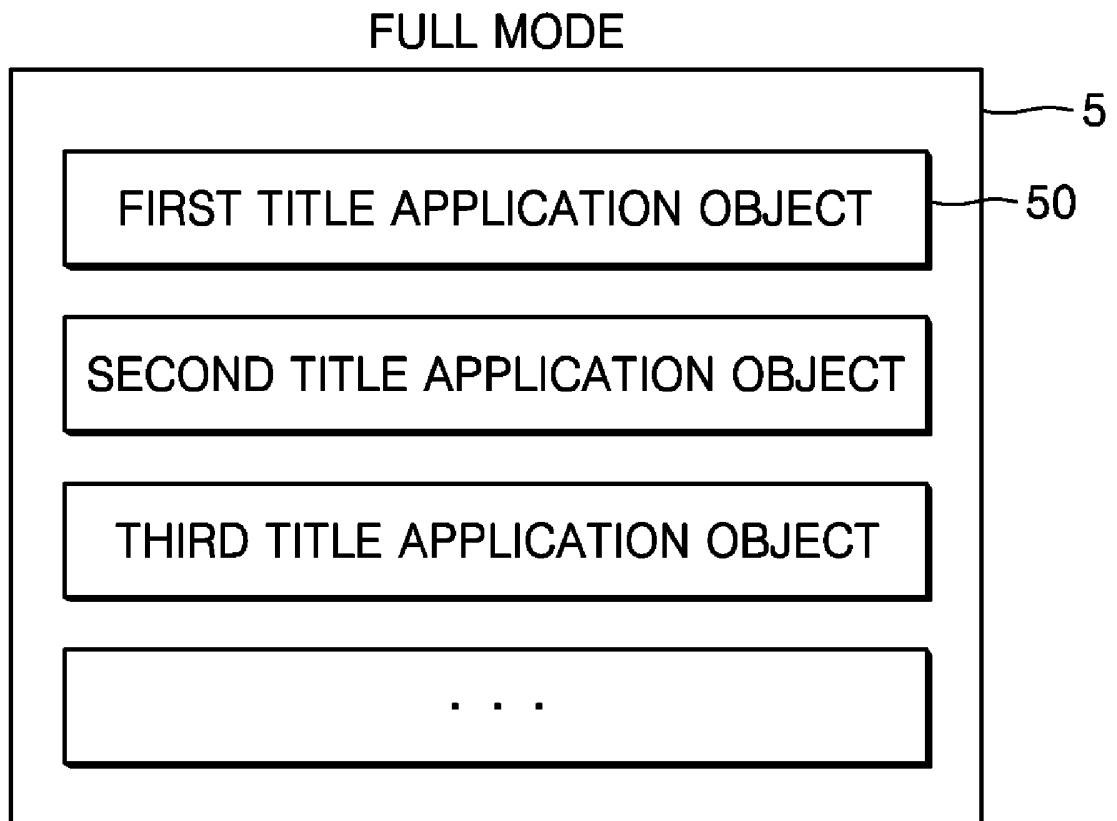 FULL MODE
5
FIRST TITLE APPLICATION OBJECT
50
SECOND TITLE APPLICATION OBJECT
THIRD TITLE APPLICATION OBJECT
. . .